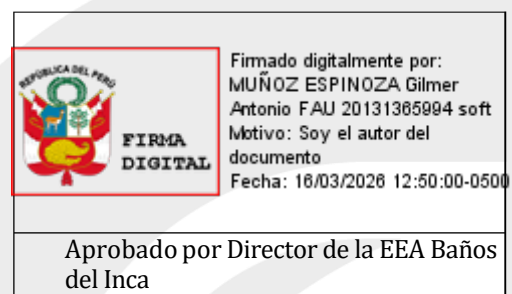 REPÚBLICA DEL PERÚ
FIRMA
DIGITAL
Firmado digitalmente por:
MUÑOZ ESPINOZA Gilmer
Antonio FAU 20131365994 soft
Motivo: Soy el autor del
documento
Fecha: 16/03/2026 12:50:00-0500
Aprobado por Director de la EEA Baños
del Inca